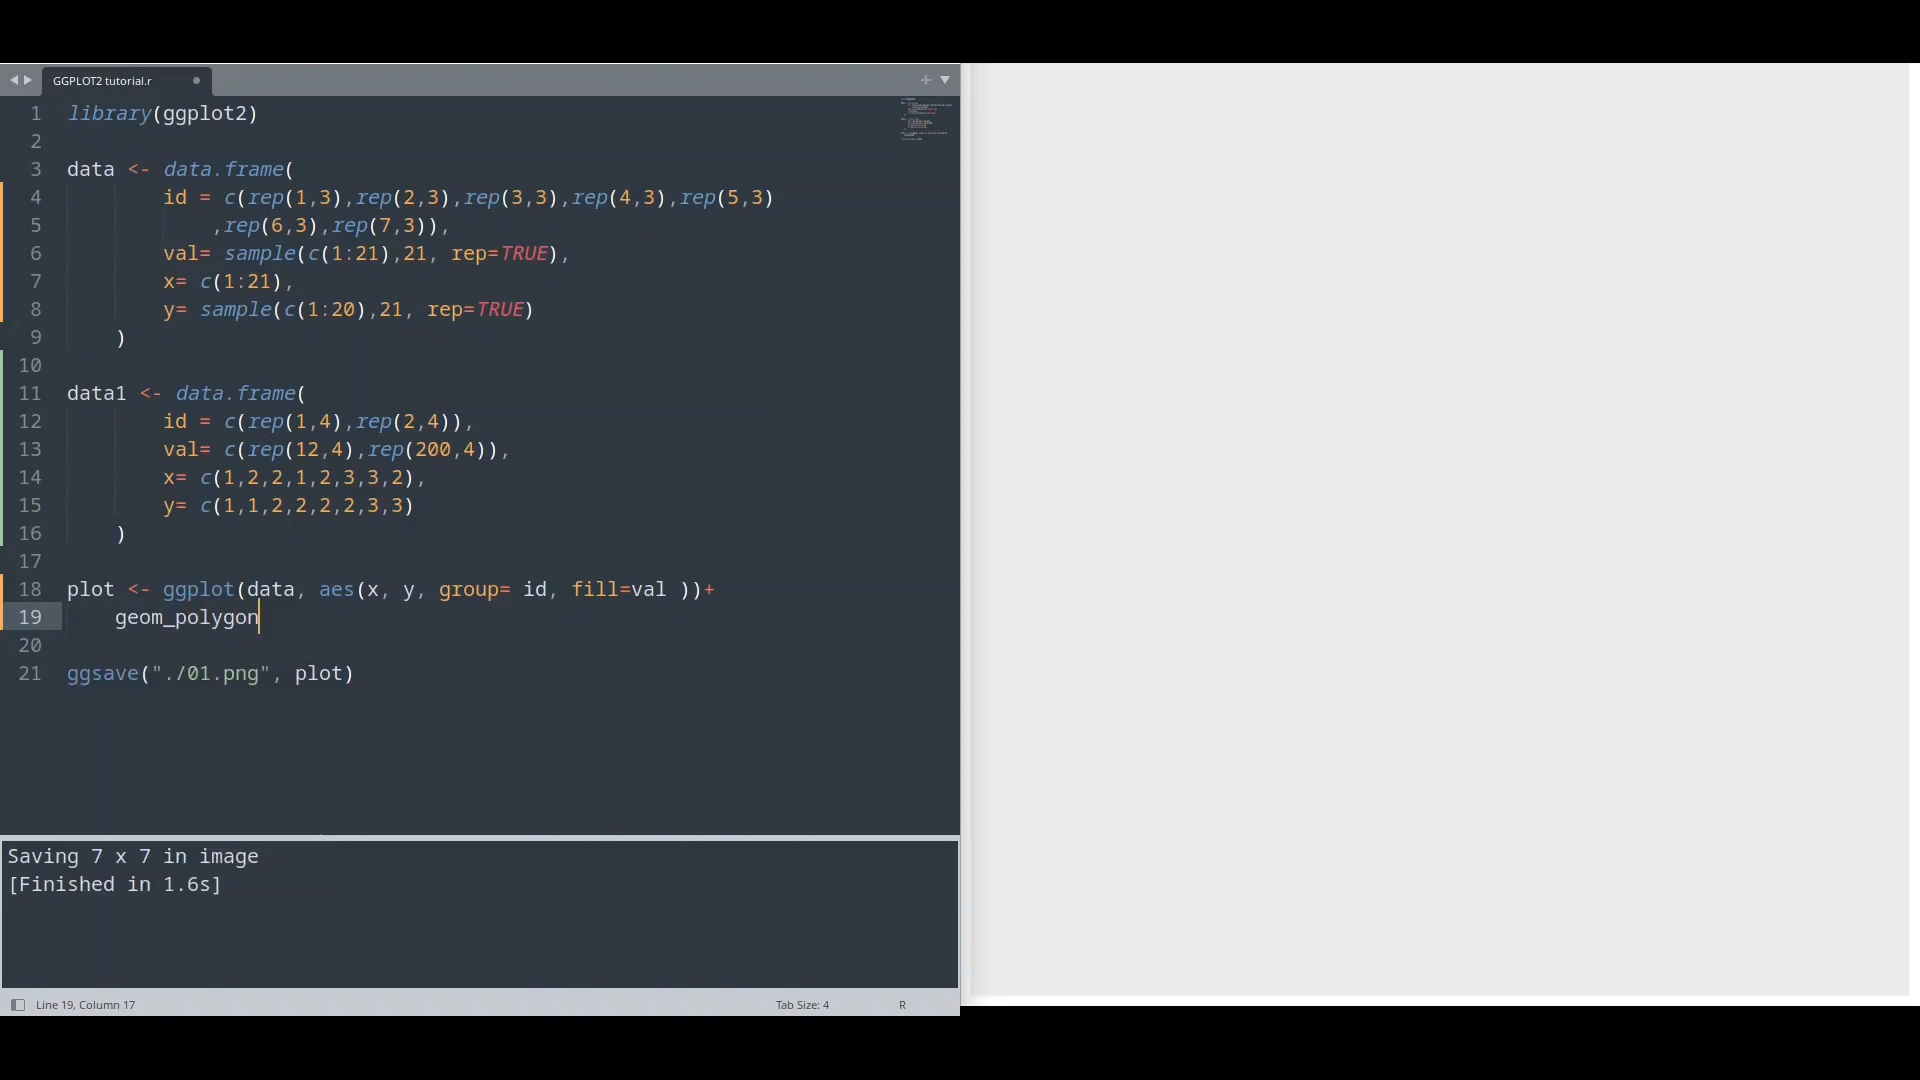 GGPLOT2 tutorial.r
1 library(ggplot2)
2
3 data <- data.frame(
4 id = c(rep(1,3),rep(2,3),rep(3,3),rep(4,3),rep(5,3)
5 ,rep(6,3),rep(7,3)),
6 val= sample(c(1:21),21, rep=TRUE),
7 x= c(1:21),
8 y= sample(c(1:20),21, rep=TRUE)
9 )
10
11 data1 <- data.frame(
12 id = c(rep(1,4),rep(2,4)),
13 val= c(rep(12,4),rep(200,4)),
14 x= c(1,2,2,1,2,3,3,2),
15 y= c(1,1,2,2,2,2,3,3)
16 )
17
18 plot <- ggplot(data, aes(x, y, group= id, fill=val ))+
19 geom_polygon
20
21 ggsave("./01.png", plot)
Saving 7 x 7 in image
[Finished in 1.6s]
Line 19, Column 17 Tab Size: 4 R